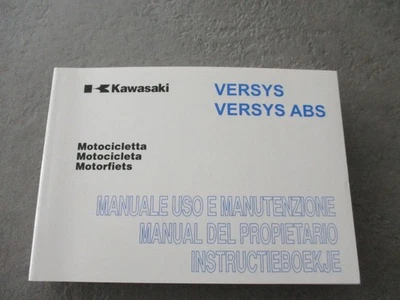 Kawasaki
VERSYS
VERSYS ABS
Motocicletta
Motocicleta
Motorfiets
MANUALE USO E MANUTENZIONE
MANUAL DEL PROPIETARIO
INSTRUCTIEBOEKJE